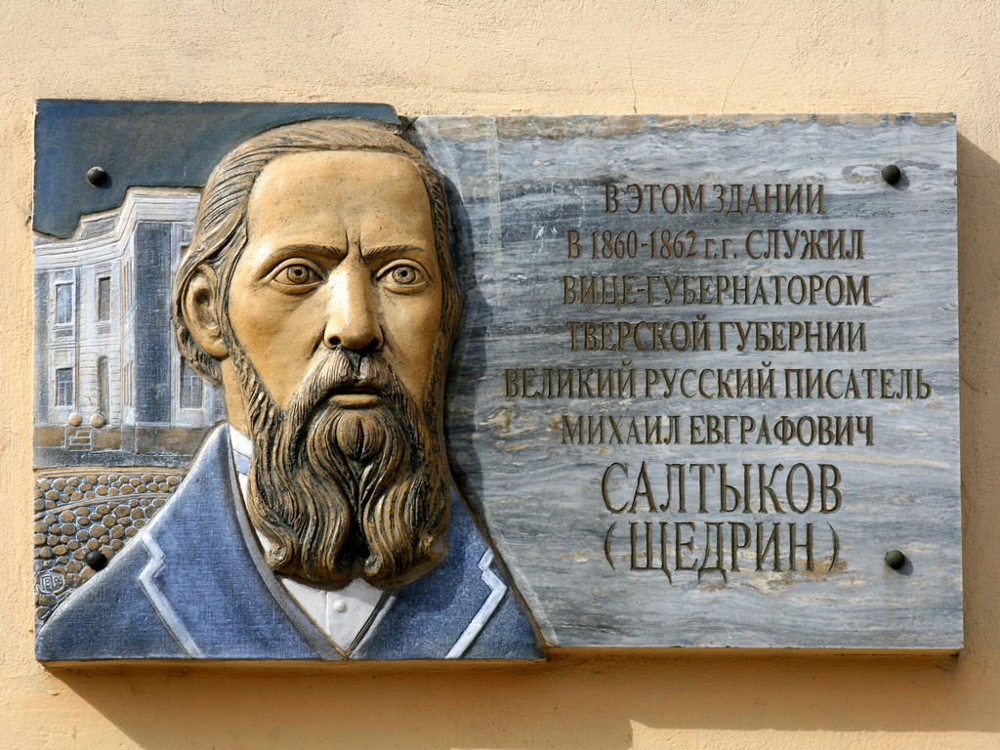 В ЭТОМ ЗДАНИИ
В 1860-1862 г.г. СЛУЖИЛ
ВИЦЕ-ГУБЕРНАТОРОМ
ТВЕРСКОЙ ГУБЕРНИИ
ВЕЛИКИЙ РУССКИЙ ПИСАТЕЛЬ
МИХАИЛ ЕВГРАФОВИЧ
САЛТЫКОВ
(ЩЕДРИН)